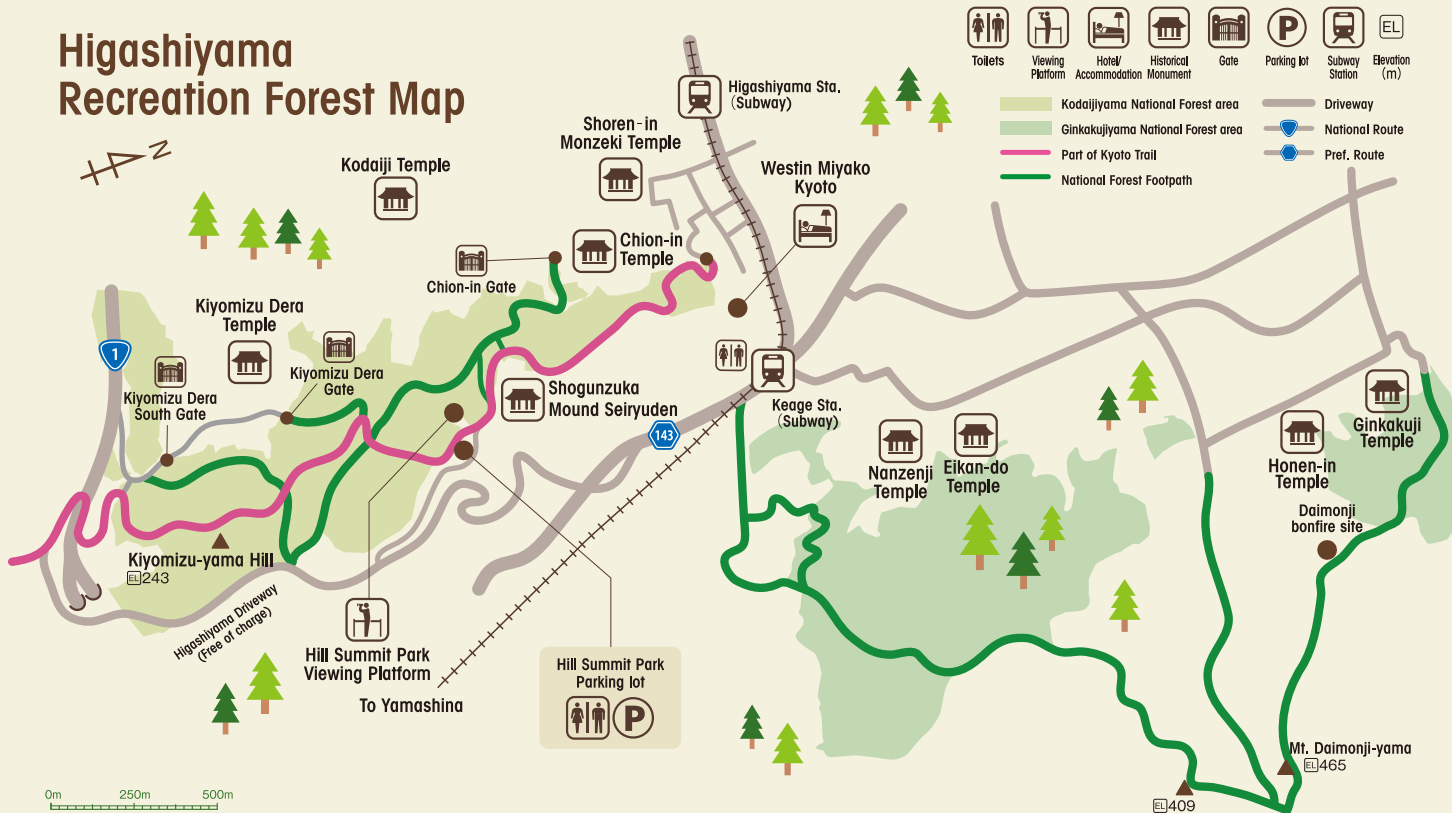 Higashiyama
Recreation Forest Map
Toilets
Viewing
Platform
Hotel/
Accommodation
Historical
Monument
Gate
P
Parking lot
Subway
Station
EL
Elevation
(m)
Kodaijiyama National Forest area
Ginkakujiyama National Forest area
Part of Kyoto Trail
National Forest Footpath
Driveway
National Route
Pref. Route
N
Higashiyama Sta.
(Subway)
Shoren-in
Monzeki Temple
Kodaiji Temple
Westin Miyako
Kyoto
Chion-in
Temple
Chion-in Gate
Kiyomizu Dera
Temple
1
Kiyomizu Dera
Gate
Kiyomizu Dera
South Gate
Shogunzuka
Mound Seiryuden
Keage Sta.
(Subway)
143
Nanzenji
Temple
Eikan-do
Temple
Honen-in
Temple
Ginkakuji
Temple
Daimonji
bonfire site
Kiyomizu-yama Hill
EL 243
Higashiyama Driveway
(Free of charge)
Hill Summit Park
Viewing Platform
Hill Summit Park
Parking lot
P
To Yamashina
Mt. Daimonji-yama
EL 465
EL 409
0m 250m 500m